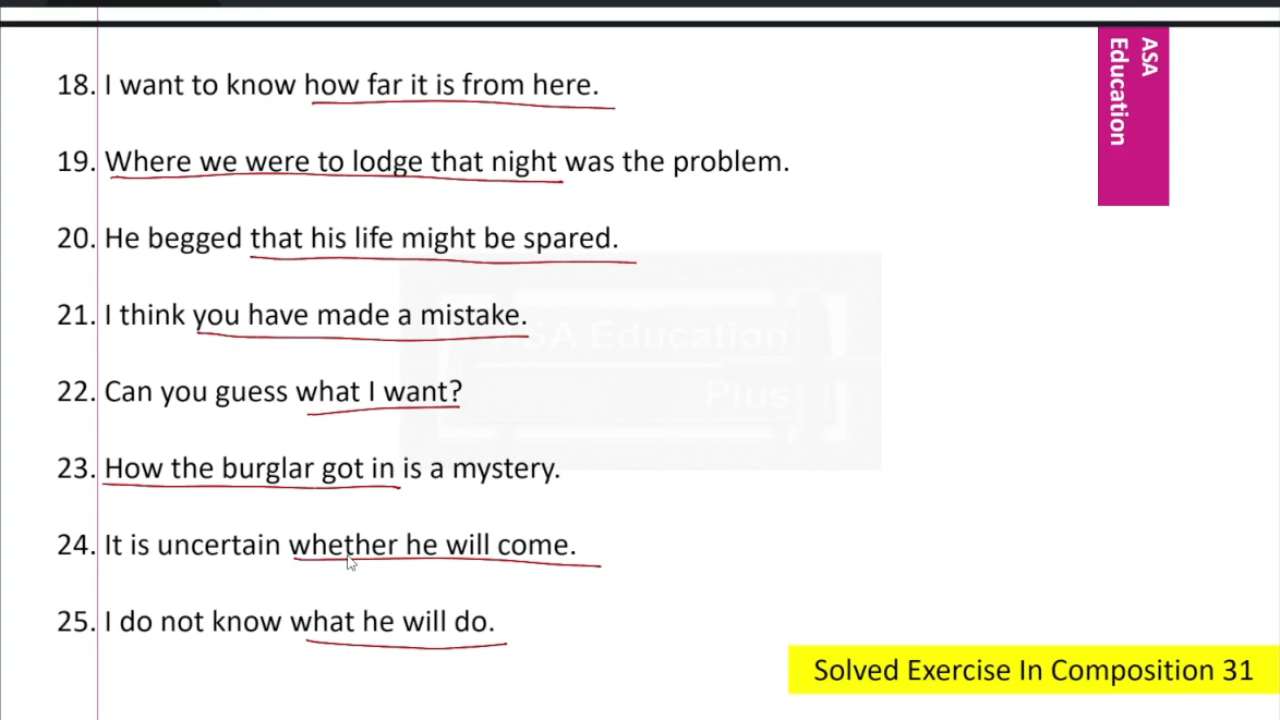 ASA
Education
18. I want to know how far it is from here.
19. Where we were to lodge that night was the problem.
20. He begged that his life might be spared.
21. I think you have made a mistake.
ASA Education
Plus
22. Can you guess what I want?
23. How the burglar got in is a mystery.
24. It is uncertain whether he will come.
25. I do not know what he will do.
Solved Exercise In Composition 31